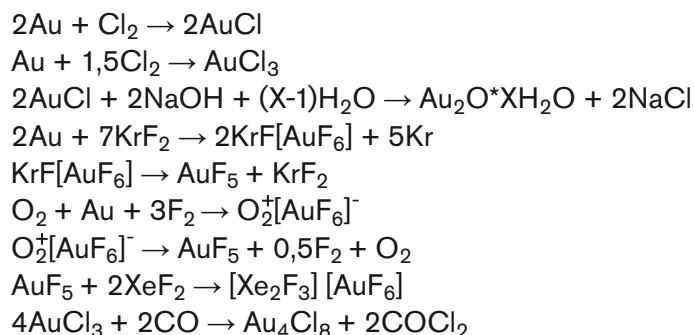 2Au + Cl₂ → 2AuCl
Au + 1,5Cl₂ → AuCl₃
2AuCl + 2NaOH + (X-1)H₂O → Au₂O*XH₂O + 2NaCl
2Au + 7KrF₂ → 2KrF[AuF₆] + 5Kr
KrF[AuF₆] → AuF₅ + KrF₂
O₂ + Au + 3F₂ → O₂⁺[AuF₆]⁻
O₂⁺[AuF₆]⁻ → AuF₅ + 0,5F₂ + O₂
AuF₅ + 2XeF₂ → [Xe₂F₃] [AuF₆]
4AuCl₃ + 2CO → Au₄Cl₈ + 2COCl₂